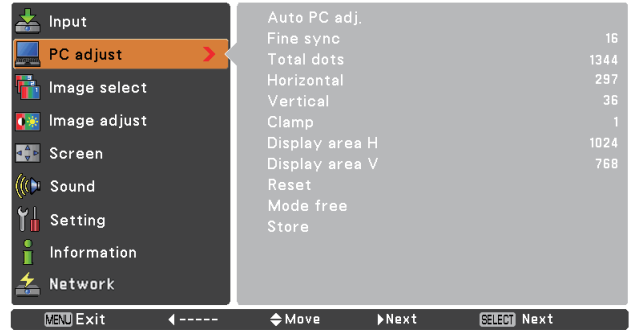 Input
PC adjust
Image select
Image adjust
Screen
Sound
Setting
Information
Network
Auto PC adj.
Fine sync 16
Total dots 1344
Horizontal 297
Vertical 36
Clamp 1
Display area H 1024
Display area V 768
Reset
Mode free
Store
MENU Exit ----- Move Next SELECT Next